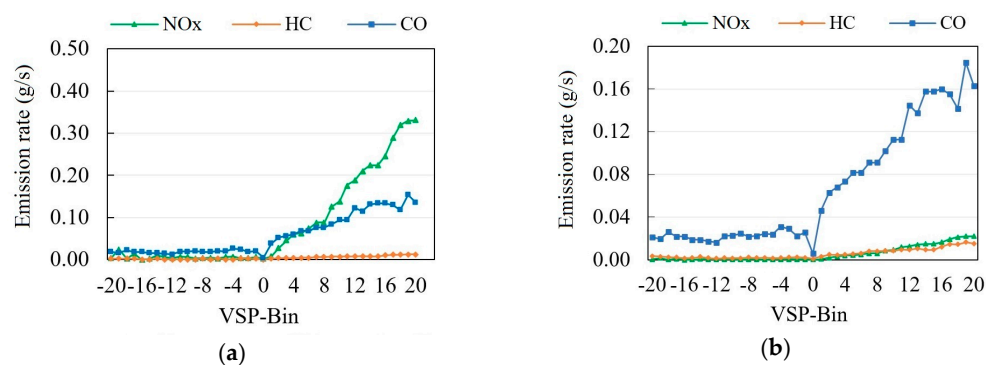 NOx HC CO
0.50
0.40
0.30
0.20
0.10
0.00
Emission rate (g/s)
-20 -16 -12 -8 -4 0 4 8 12 16 20
VSP-Bin
(a)
NOx HC CO
0.20
0.16
0.12
0.08
0.04
0.00
Emission rate (g/s)
-20 -16 -12 -8 -4 0 4 8 12 16 20
VSP-Bin
(b)